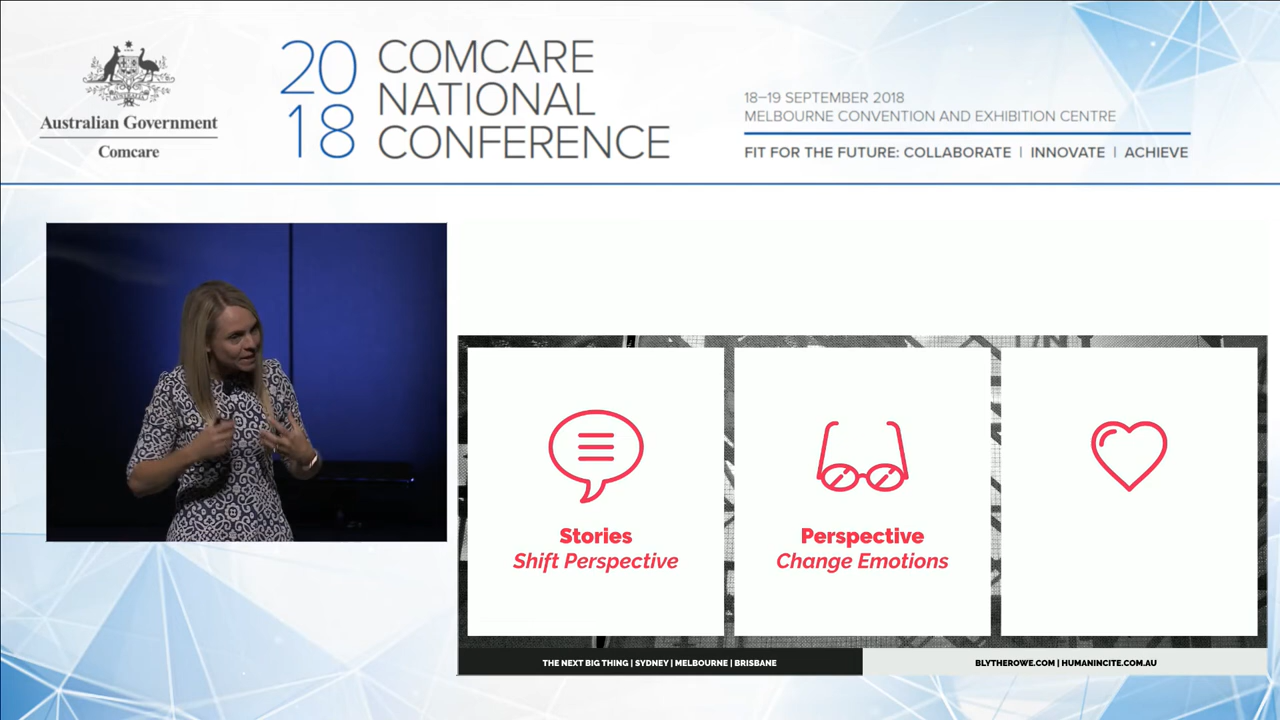 Australian Government
Comcare
20
18
COMCARE
NATIONAL
CONFERENCE
18–19 SEPTEMBER 2018
MELBOURNE CONVENTION AND EXHIBITION CENTRE
FIT FOR THE FUTURE: COLLABORATE | INNOVATE | ACHIEVE
Stories
Shift Perspective
Perspective
Change Emotions
THE NEXT BIG THING | SYDNEY | MELBOURNE | BRISBANE
BLYTHEROWE.COM | HUMANINCITE.COM.AU